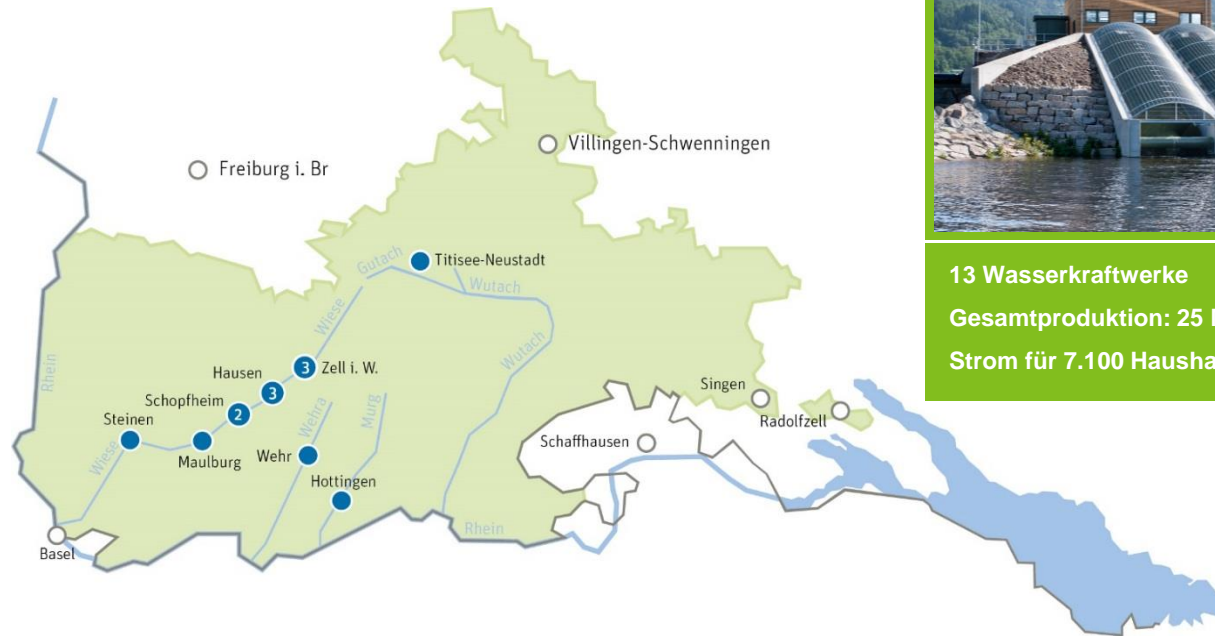 Villingen-Schwenningen
Freiburg i. Br
Titisee-Neustadt
Gutach
Wutach
Wiese
Wutach
Rhein
Hausen
3
Zell i. W.
3
Schopfheim
2
Steinen
Wiese
Maulburg
Wehra
Murg
Wehr
Hottingen
Singen
Radolfzell
Schaffhausen
Rhein
Basel
13 Wasserkraftwerke
Gesamtproduktion: 25
Strom für 7.100